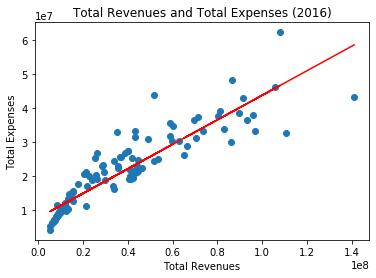 Total Revenues and Total Expenses (2016)
1e7
6
5
4
3
2
1
Total Expenses
0.0 0.2 0.4 0.6 0.8 1.0 1.2 1.4
1e8
Total Revenues